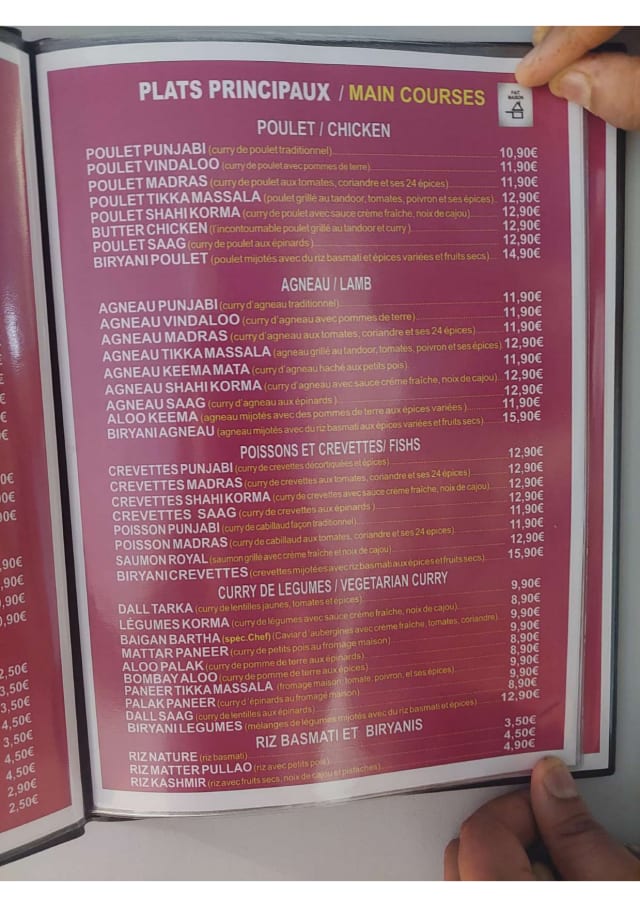 ,90€
,90€
,90€
0,90€
2,50€
3,50€
3,50€
4,50€
3,50€
4,50€
4,50€
2,90€
2,50€
PLATS PRINCIPAUX / MAIN COURSES
FAIT MAISON
POULET / CHICKEN
POULET PUNJABI (curry de poulet traditionnel) 10,90€
POULET VINDALOO (curry de poulet avec pommes de terre) 11,90€
POULET MADRAS (curry de poulet aux tomates, coriandre et ses 24 épices) 11,90€
POULET TIKKA MASSALA (poulet grillé au tandoor, tomates, poivron et ses épices) 12,90€
POULET SHAHI KORMA (curry de poulet avec sauce crème fraîche, noix de cajou) 12,90€
BUTTER CHICKEN (l'incontournable poulet grillé au tandoor et curry) 12,90€
POULET SAAG (curry de poulet aux épinards) 12,90€
BIRYANI POULET (poulet mijotés avec du riz basmati et épices variées et fruits secs) 14,90€
AGNEAU / LAMB
AGNEAU PUNJABI (curry d'agneau traditionnel) 11,90€
AGNEAU VINDALOO (curry d'agneau avec pommes de terre) 11,90€
AGNEAU MADRAS (curry d'agneau aux tomates, coriandre et ses 24 épices) 11,90€
AGNEAU TIKKA MASSALA (agneau grillé au tandoor, tomates, poivron et ses épices) 12,90€
AGNEAU KEEMA MATA (curry d'agneau haché aux petits pois) 11,90€
AGNEAU SHAHI KORMA (curry d'agneau avec sauce crème fraîche, noix de cajou) 12,90€
AGNEAU SAAG (curry d'agneau aux épinards) 12,90€
ALOO KEEMA (agneau mijotés avec des pommes de terre aux épices variées) 11,90€
BIRYANI AGNEAU (agneau mijotés avec du riz basmati aux épices variées et fruits secs) 15,90€
POISSONS ET CREVETTES/ FISHS
CREVETTES PUNJABI (curry de crevettes décortiquées et épices) 12,90€
CREVETTES MADRAS (curry de crevettes aux tomates, coriandre et ses 24 épices) 12,90€
CREVETTES SHAHI KORMA (curry de crevettes avec sauce crème fraîche, noix de cajou) 12,90€
CREVETTES SAAG (curry de crevettes aux épinards) 12,90€
POISSON PUNJABI (curry de cabillaud façon traditionnel) 11,90€
POISSON MADRAS (curry de cabillaud aux tomates, coriandre et ses 24 épices) 11,90€
SAUMON ROYAL (saumon grillé avec crème fraîche et noix de cajou) 12,90€
BIRYANI CREVETTES (crevettes mijotées avec riz basmab aux épices et fruits secs) 15,90€
CURRY DE LEGUMES / VEGETARIAN CURRY
DALL TARKA (curry de lentilles jaunes, tomates et épices) 9,90€
LÉGUMES KORMA (curry de légumes avec sauce crème fraîche, noix de cajou) 8,90€
BAIGAN BARTHA (spéc.Chef) (Caviar d'aubergines avec crème fraîche, tomates, coriandre) 9,90€
MATTAR PANEER (curry de petits pois au fromage maison) 9,90€
ALOO PALAK (curry de pomme de terre aux épinards) 8,90€
BOMBAY ALOO (curry de pomme de terre aux épices) 8,90€
PANEER TIKKA MASSALA (fromage maison, tomate, poivron, et ses épices) 9,90€
PALAK PANEER (curry d'épinards au fromage maison) 9,90€
DALL SAAG (curry de lentilles aux épinards) 8,90€
BIRYANI LEGUMES (mélanges de légumes mijotés avec du riz basmati et épices) 12,90€
RIZ BASMATI ET BIRYANIS
RIZ NATURE (riz basmati) 3,50€
RIZ MATTER PULLAO (riz avec petits pois) 4,50€
RIZ KASHMIR (riz avec fruits secs, noix de cajou et pistaches) 4,90€